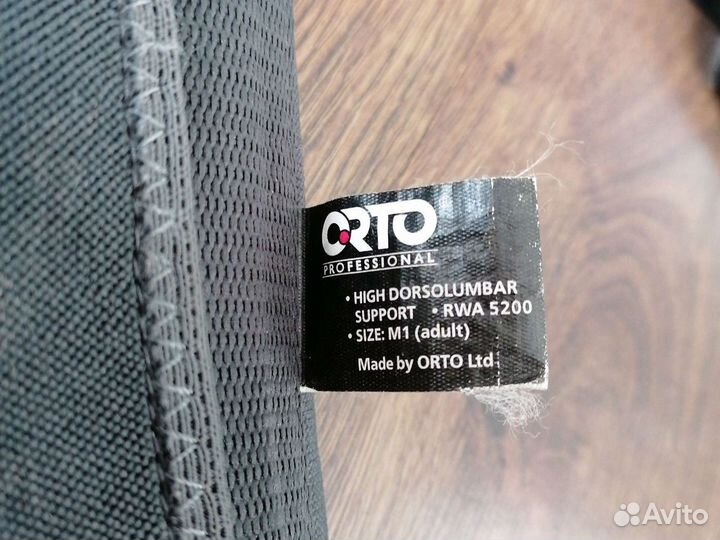 ORTO
PROFESSIONAL
• HIGH DORSOLUMBAR
SUPPORT • RWA 5200
• SIZE: M1 (adult)
Made by ORTO Ltd
Avito